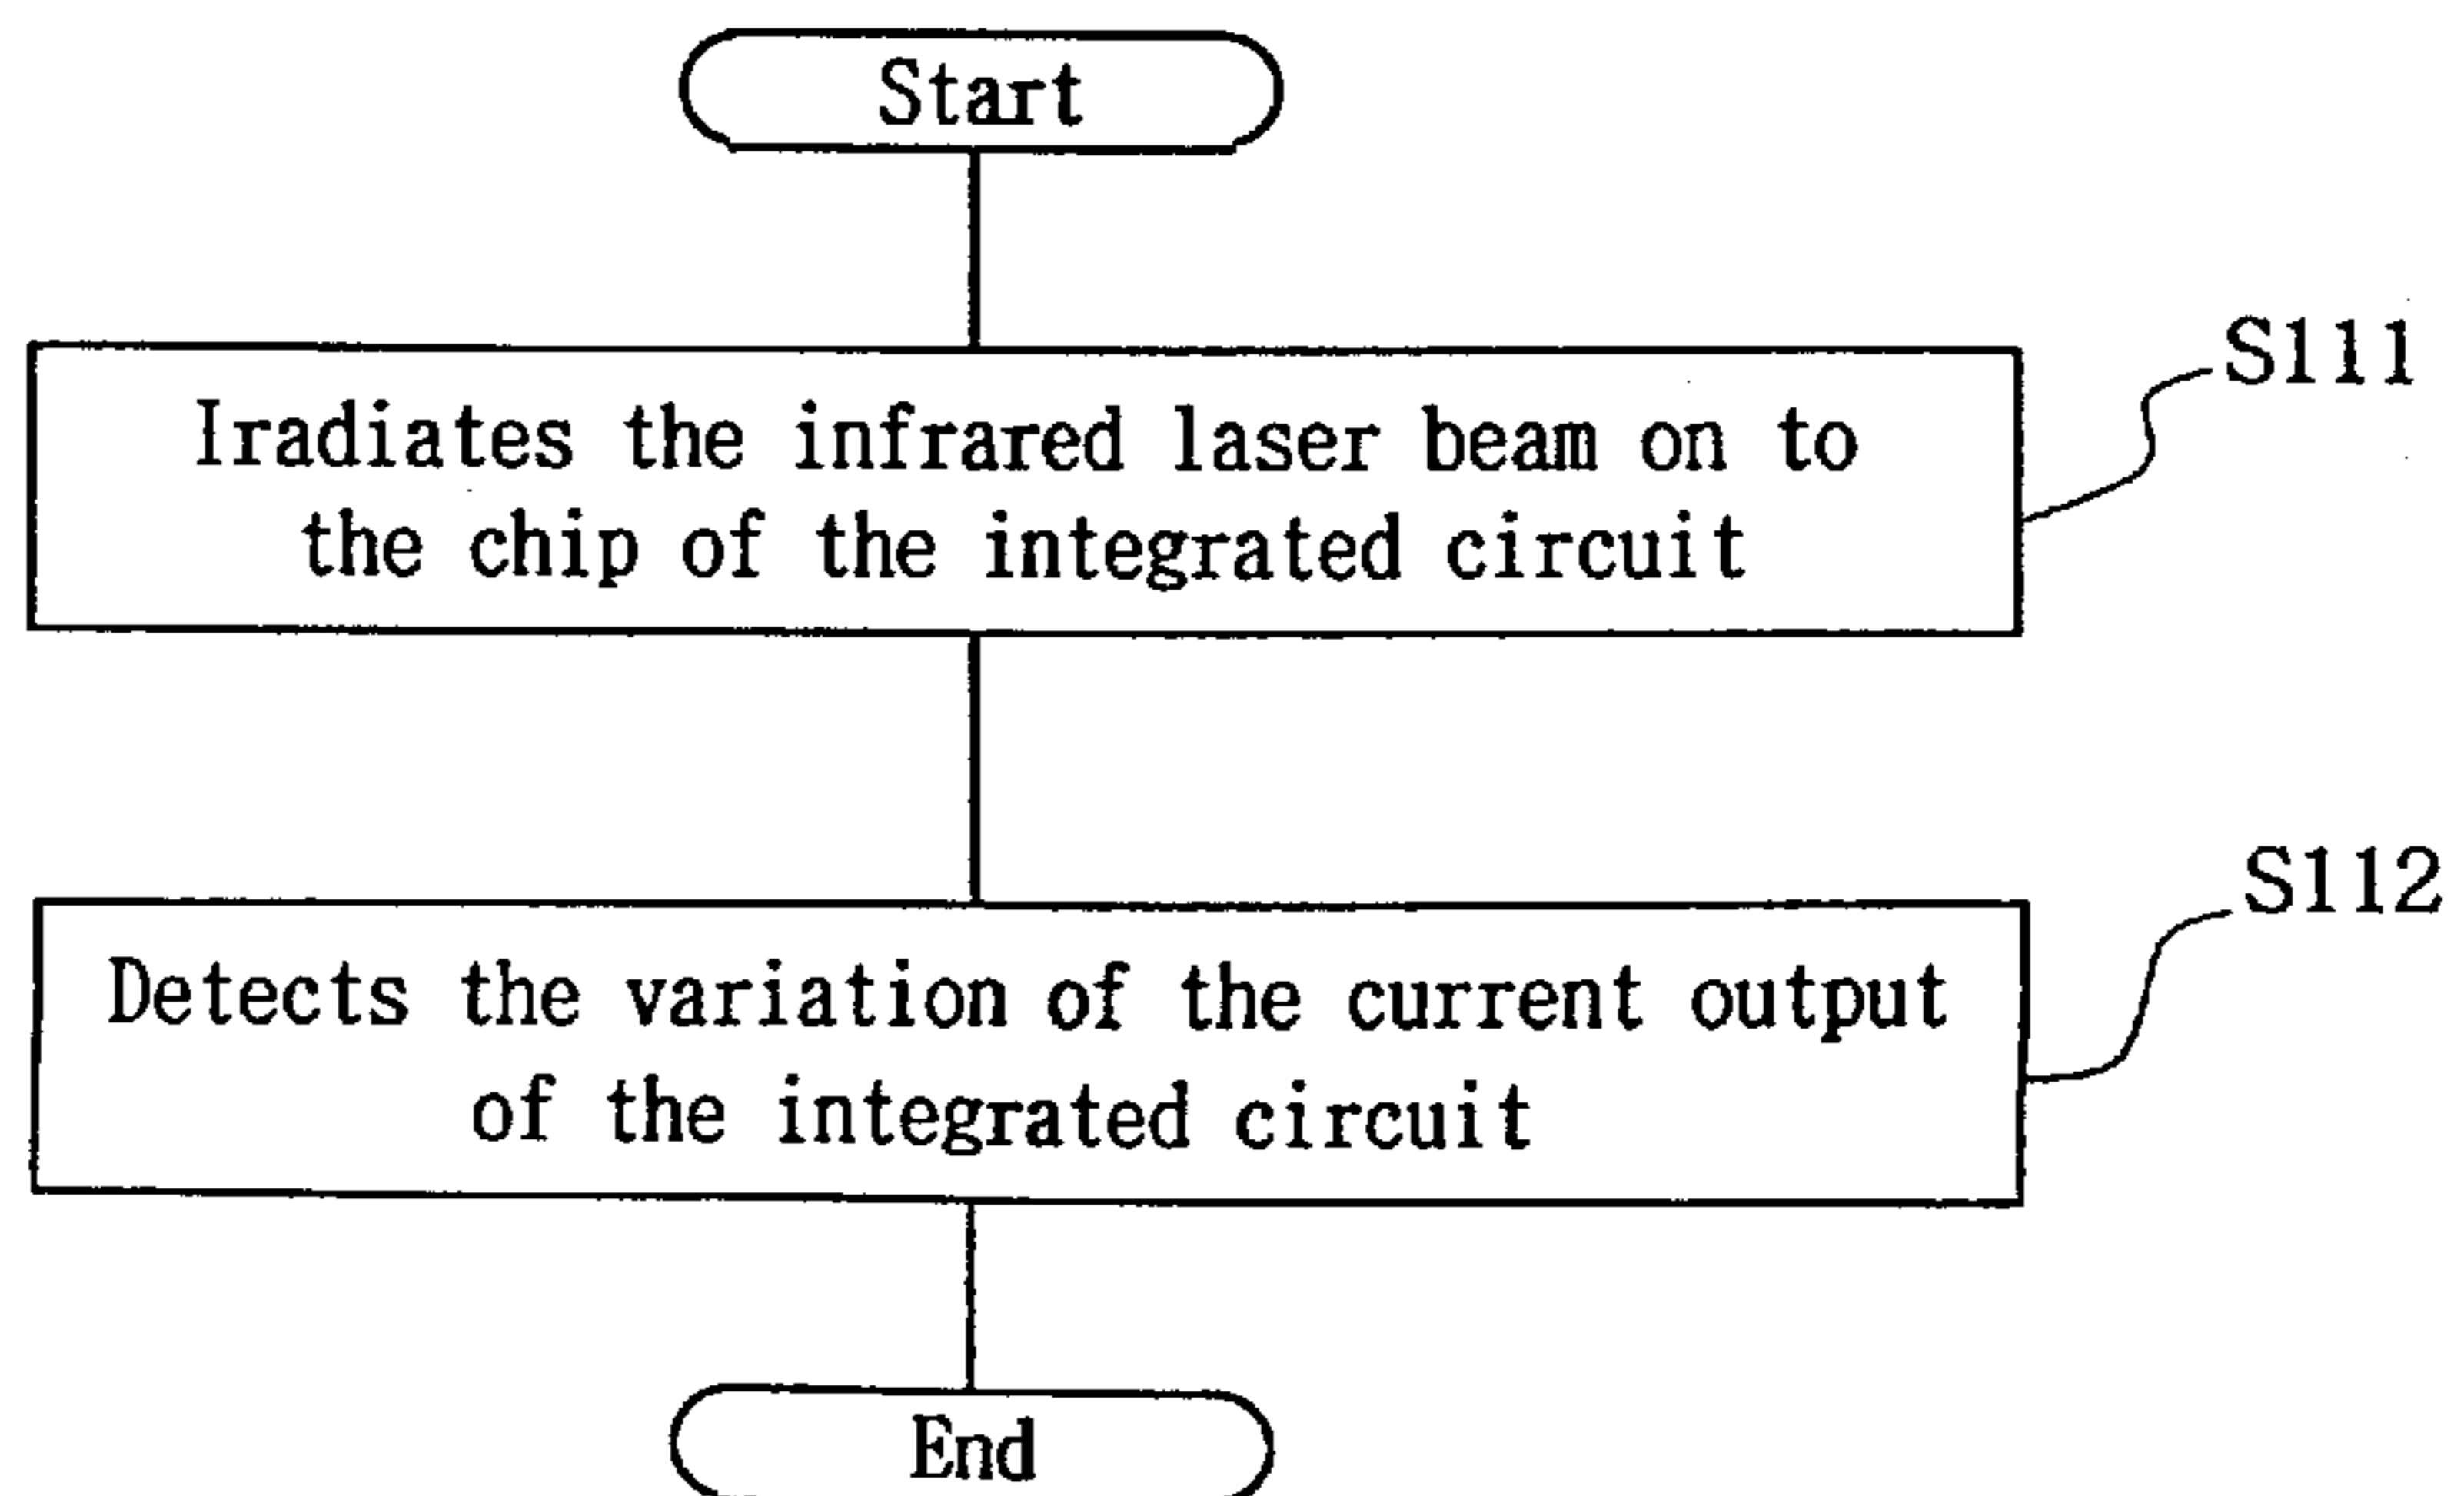 Start
S111
Iradiates the infrared laser beam on to
the chip of the integrated circuit
S112
Detects the variation of the current output
of the integrated circuit
End